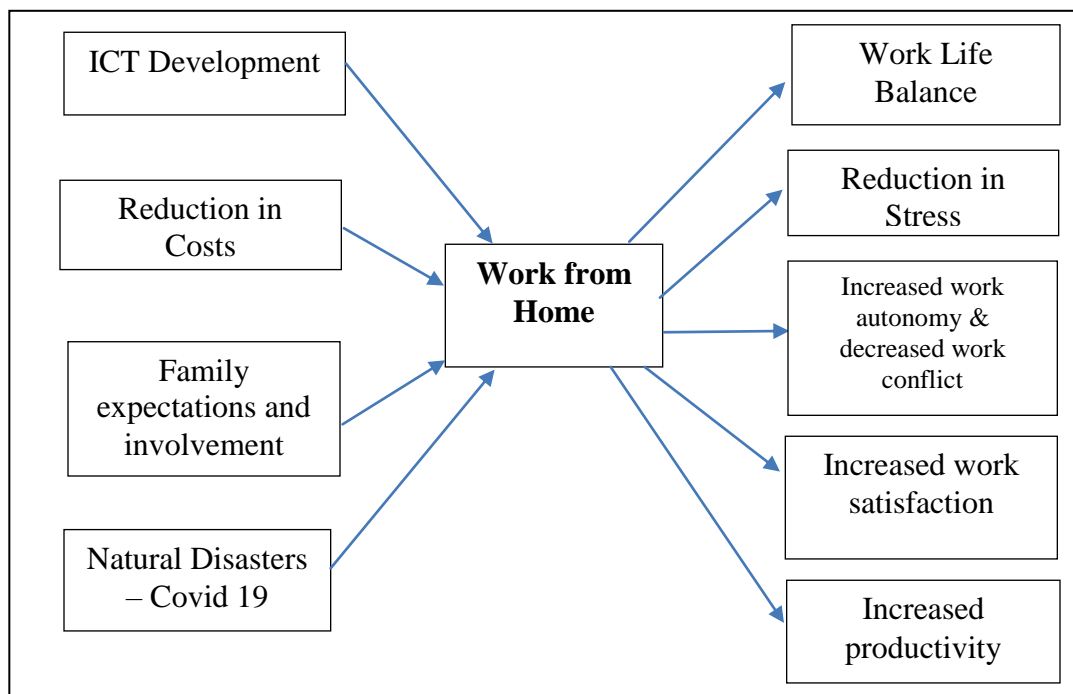 ICT Development
Reduction in
Costs
Family
expectations and
involvement
Natural Disasters
– Covid 19
Work from
Home
Work Life
Balance
Reduction in
Stress
Increased work
autonomy &
decreased work
conflict
Increased work
satisfaction
Increased
productivity